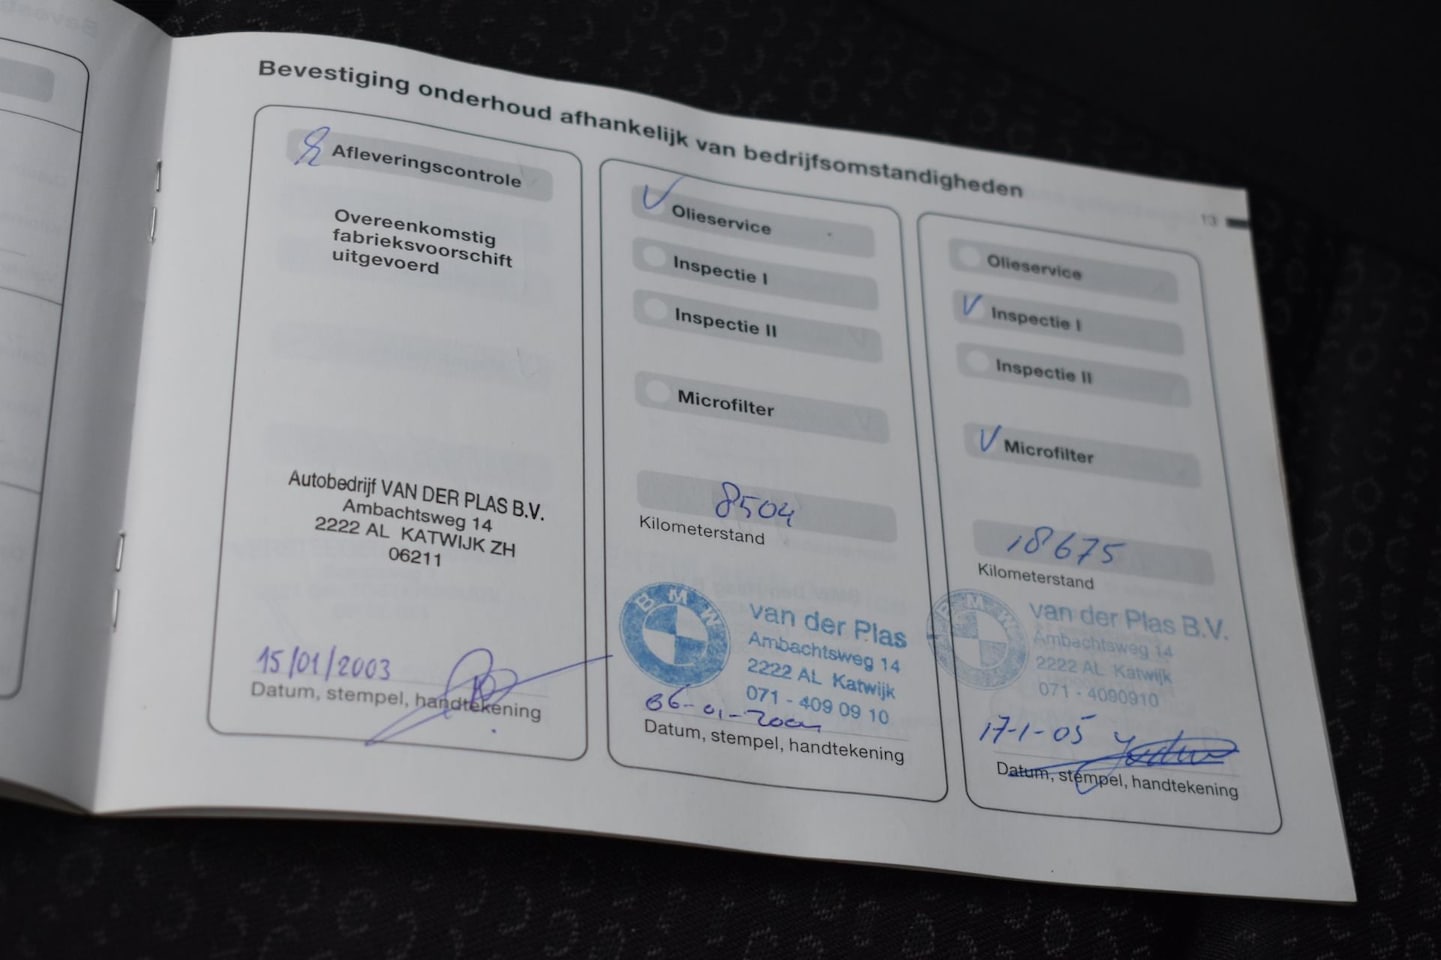 Bevestiging onderhoud afhankelijk van bedrijfsomstandigheden
13
Afleveringscontrole
Overeenkomstig
fabrieksvoorschift
uitgevoerd
Autobedrijf VAN DER PLAS B.V.
Ambachtsweg 14
2222 AL KATWIJK ZH
06211
15/01/2003
Datum, stempel, handtekening
Olieservice
Inspectie I
Inspectie II
Microfilter
8504
Kilometerstand
BMW
van der Plas
Ambachtsweg 14
2222 AL Katwijk
071 - 409 09 10
Datum, stempel, handtekening
Olieservice
Inspectie I
Inspectie II
Microfilter
18675
Kilometerstand
BMW
van der Plas B.V.
Ambachtsweg 14
2222 AL Katwijk
071 - 4090910
17-1-05
Datum, stempel, handtekening